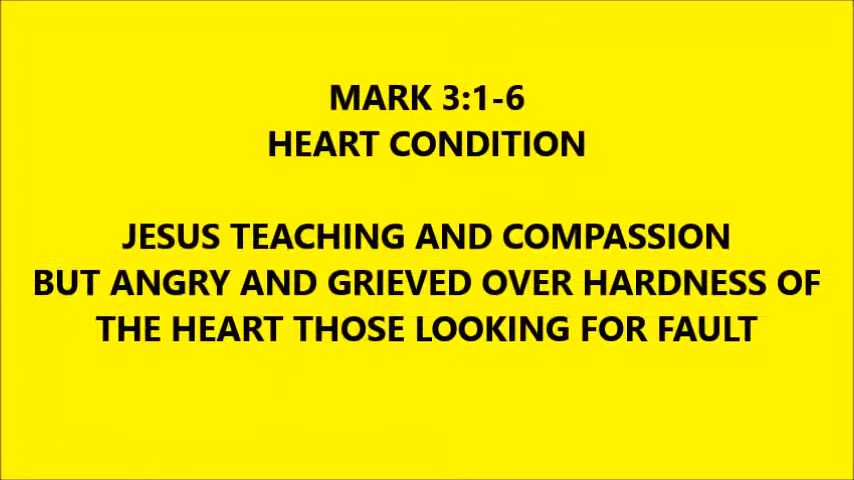 MARK 3:1-6
HEART CONDITION
JESUS TEACHING AND COMPASSION
BUT ANGRY AND GRIEVED OVER HARDNESS OF
THE HEART THOSE LOOKING FOR FAULT